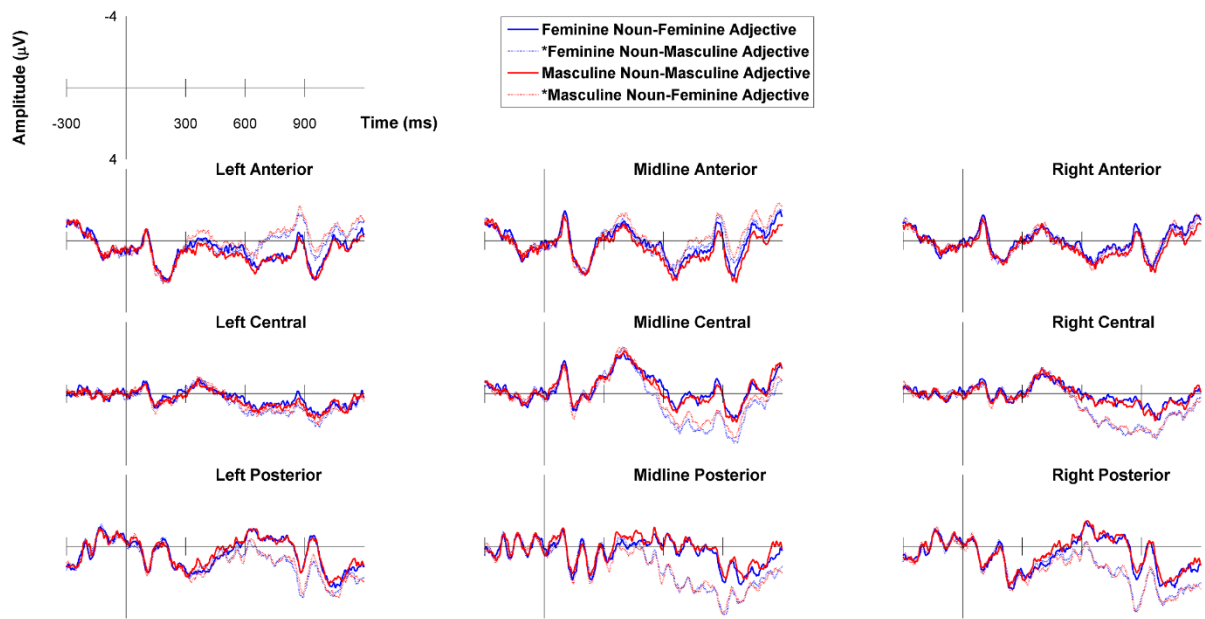 -4
Amplitude (µV)
-300 300 600 900 Time (ms)
4
Feminine Noun-Feminine Adjective
*Feminine Noun-Masculine Adjective
Masculine Noun-Masculine Adjective
*Masculine Noun-Feminine Adjective
Left Anterior Midline Anterior Right Anterior
Left Central Midline Central Right Central
Left Posterior Midline Posterior Right Posterior